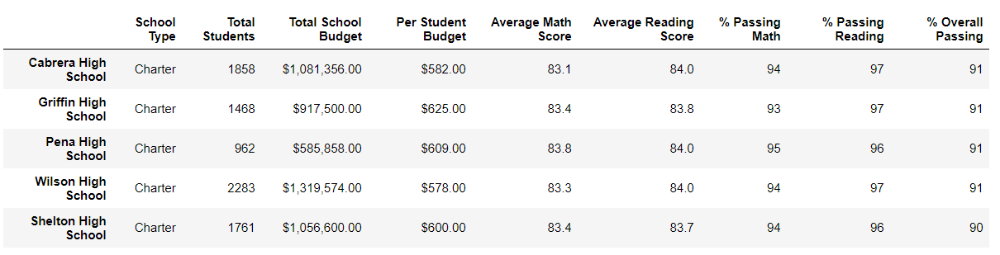 School Type Total Students Total School Budget Per Student Budget Average Math Score Average Reading Score % Passing Math % Passing Reading % Overall Passing
Cabrera High School Charter 1858 $1,081,356.00 $582.00 83.1 84.0 94 97 91
Griffin High School Charter 1468 $917,500.00 $625.00 83.4 83.8 93 97 91
Pena High School Charter 962 $585,858.00 $609.00 83.8 84.0 95 96 91
Wilson High School Charter 2283 $1,319,574.00 $578.00 83.3 84.0 94 97 91
Shelton High School Charter 1761 $1,056,600.00 $600.00 83.4 83.7 94 96 90